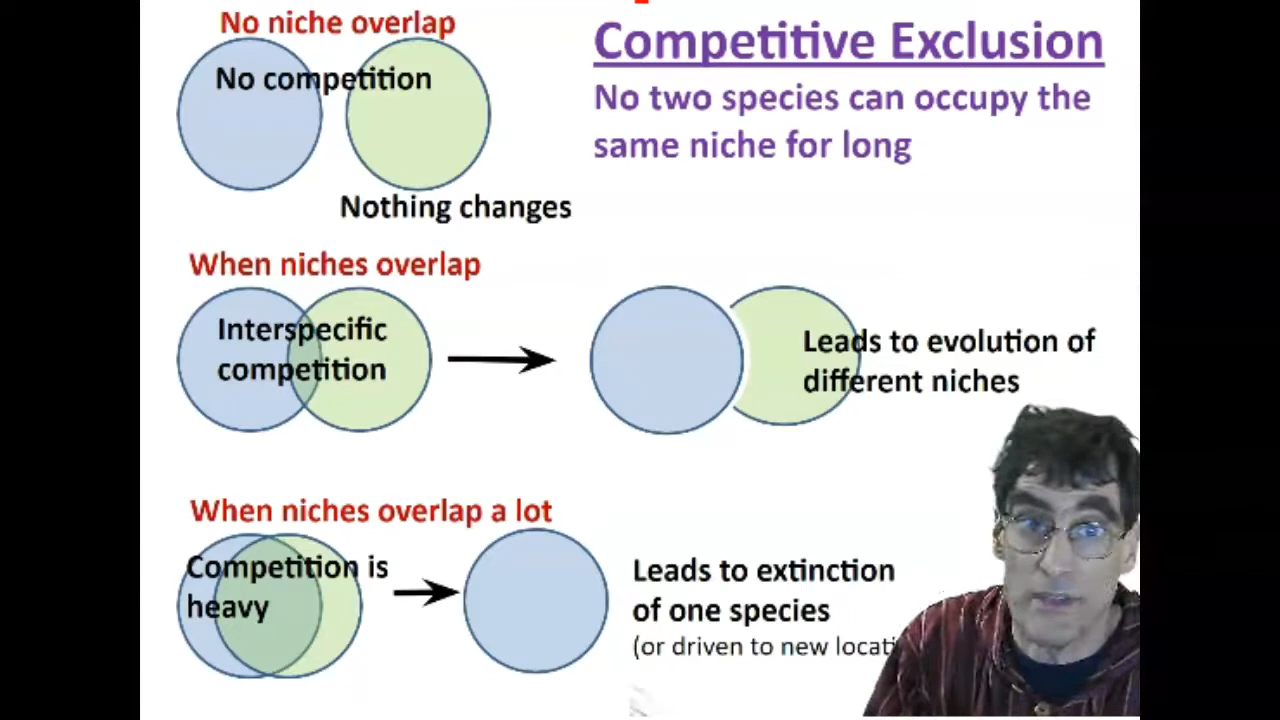 No niche overlap
No competition
Nothing changes
Competitive Exclusion
No two species can occupy the
same niche for long
When niches overlap
Interspecific
competition
Leads to evolution of
different niches
When niches overlap a lot
Competition is
heavy
Leads to extinction
of one species
(or driven to new